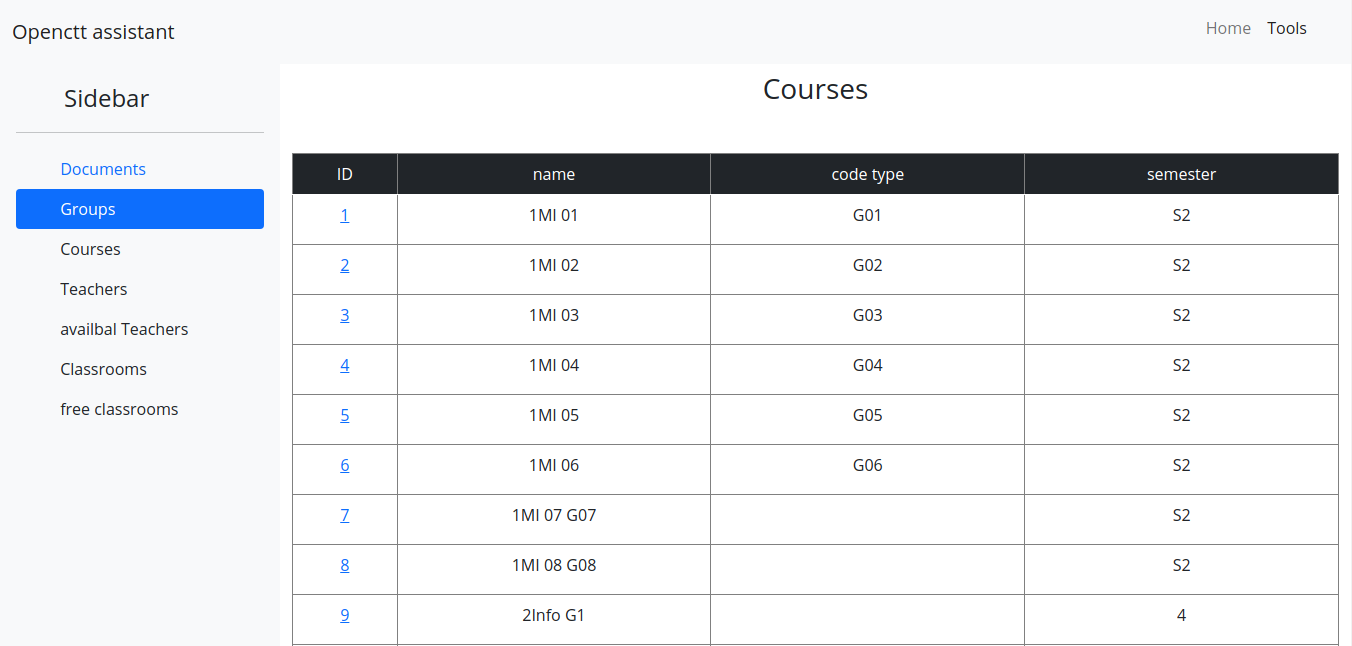 Openctt assistant
Home Tools
Sidebar
Documents
Groups
Courses
Teachers
availbal Teachers
Classrooms
free classrooms
Courses
ID name code type semester
1 1MI 01 G01 S2
2 1MI 02 G02 S2
3 1MI 03 G03 S2
4 1MI 04 G04 S2
5 1MI 05 G05 S2
6 1MI 06 G06 S2
7 1MI 07 G07 S2
8 1MI 08 G08 S2
9 2Info G1 4